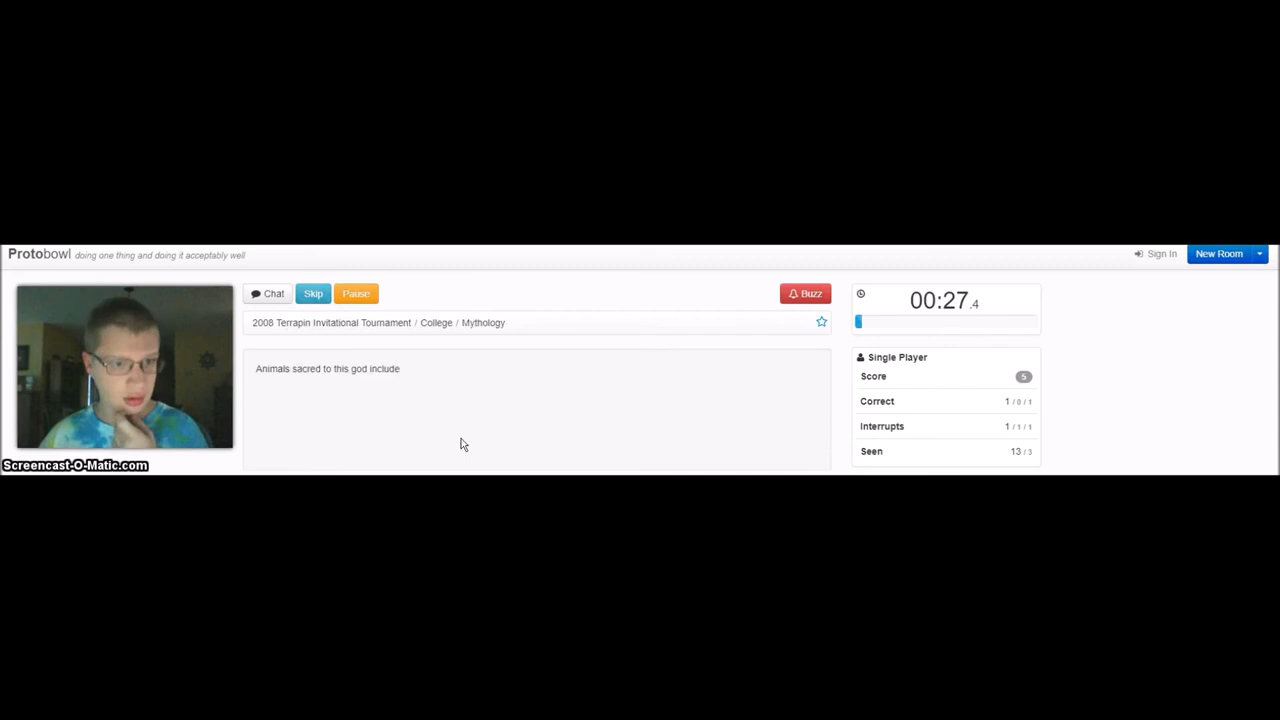 Protobowl doing one thing and doing it acceptably well
Sign In
New Room
Chat
Skip
Pause
Buzz
00:27.4
2008 Terrapin Invitational Tournament / College / Mythology
Animals sacred to this god include
Single Player
Score 5
Correct 1 / 0 / 1
Interrupts 1 / 1 / 1
Seen 13 / 3
Screencast-O-Matic.com